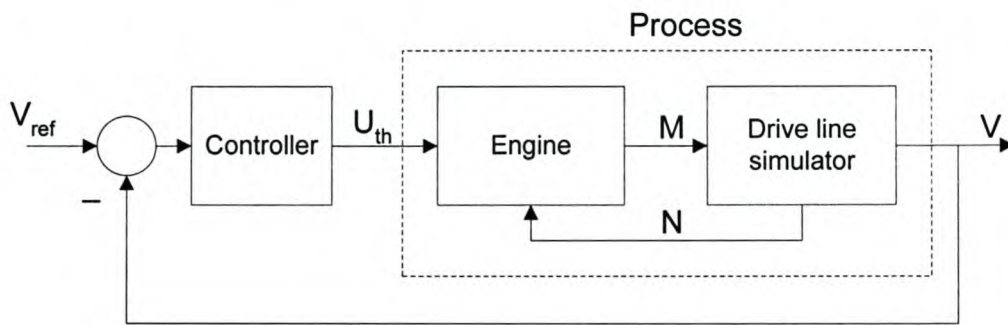 Process
V_ref
Controller
U_th
Engine
M
Drive line
simulator
V
N
−